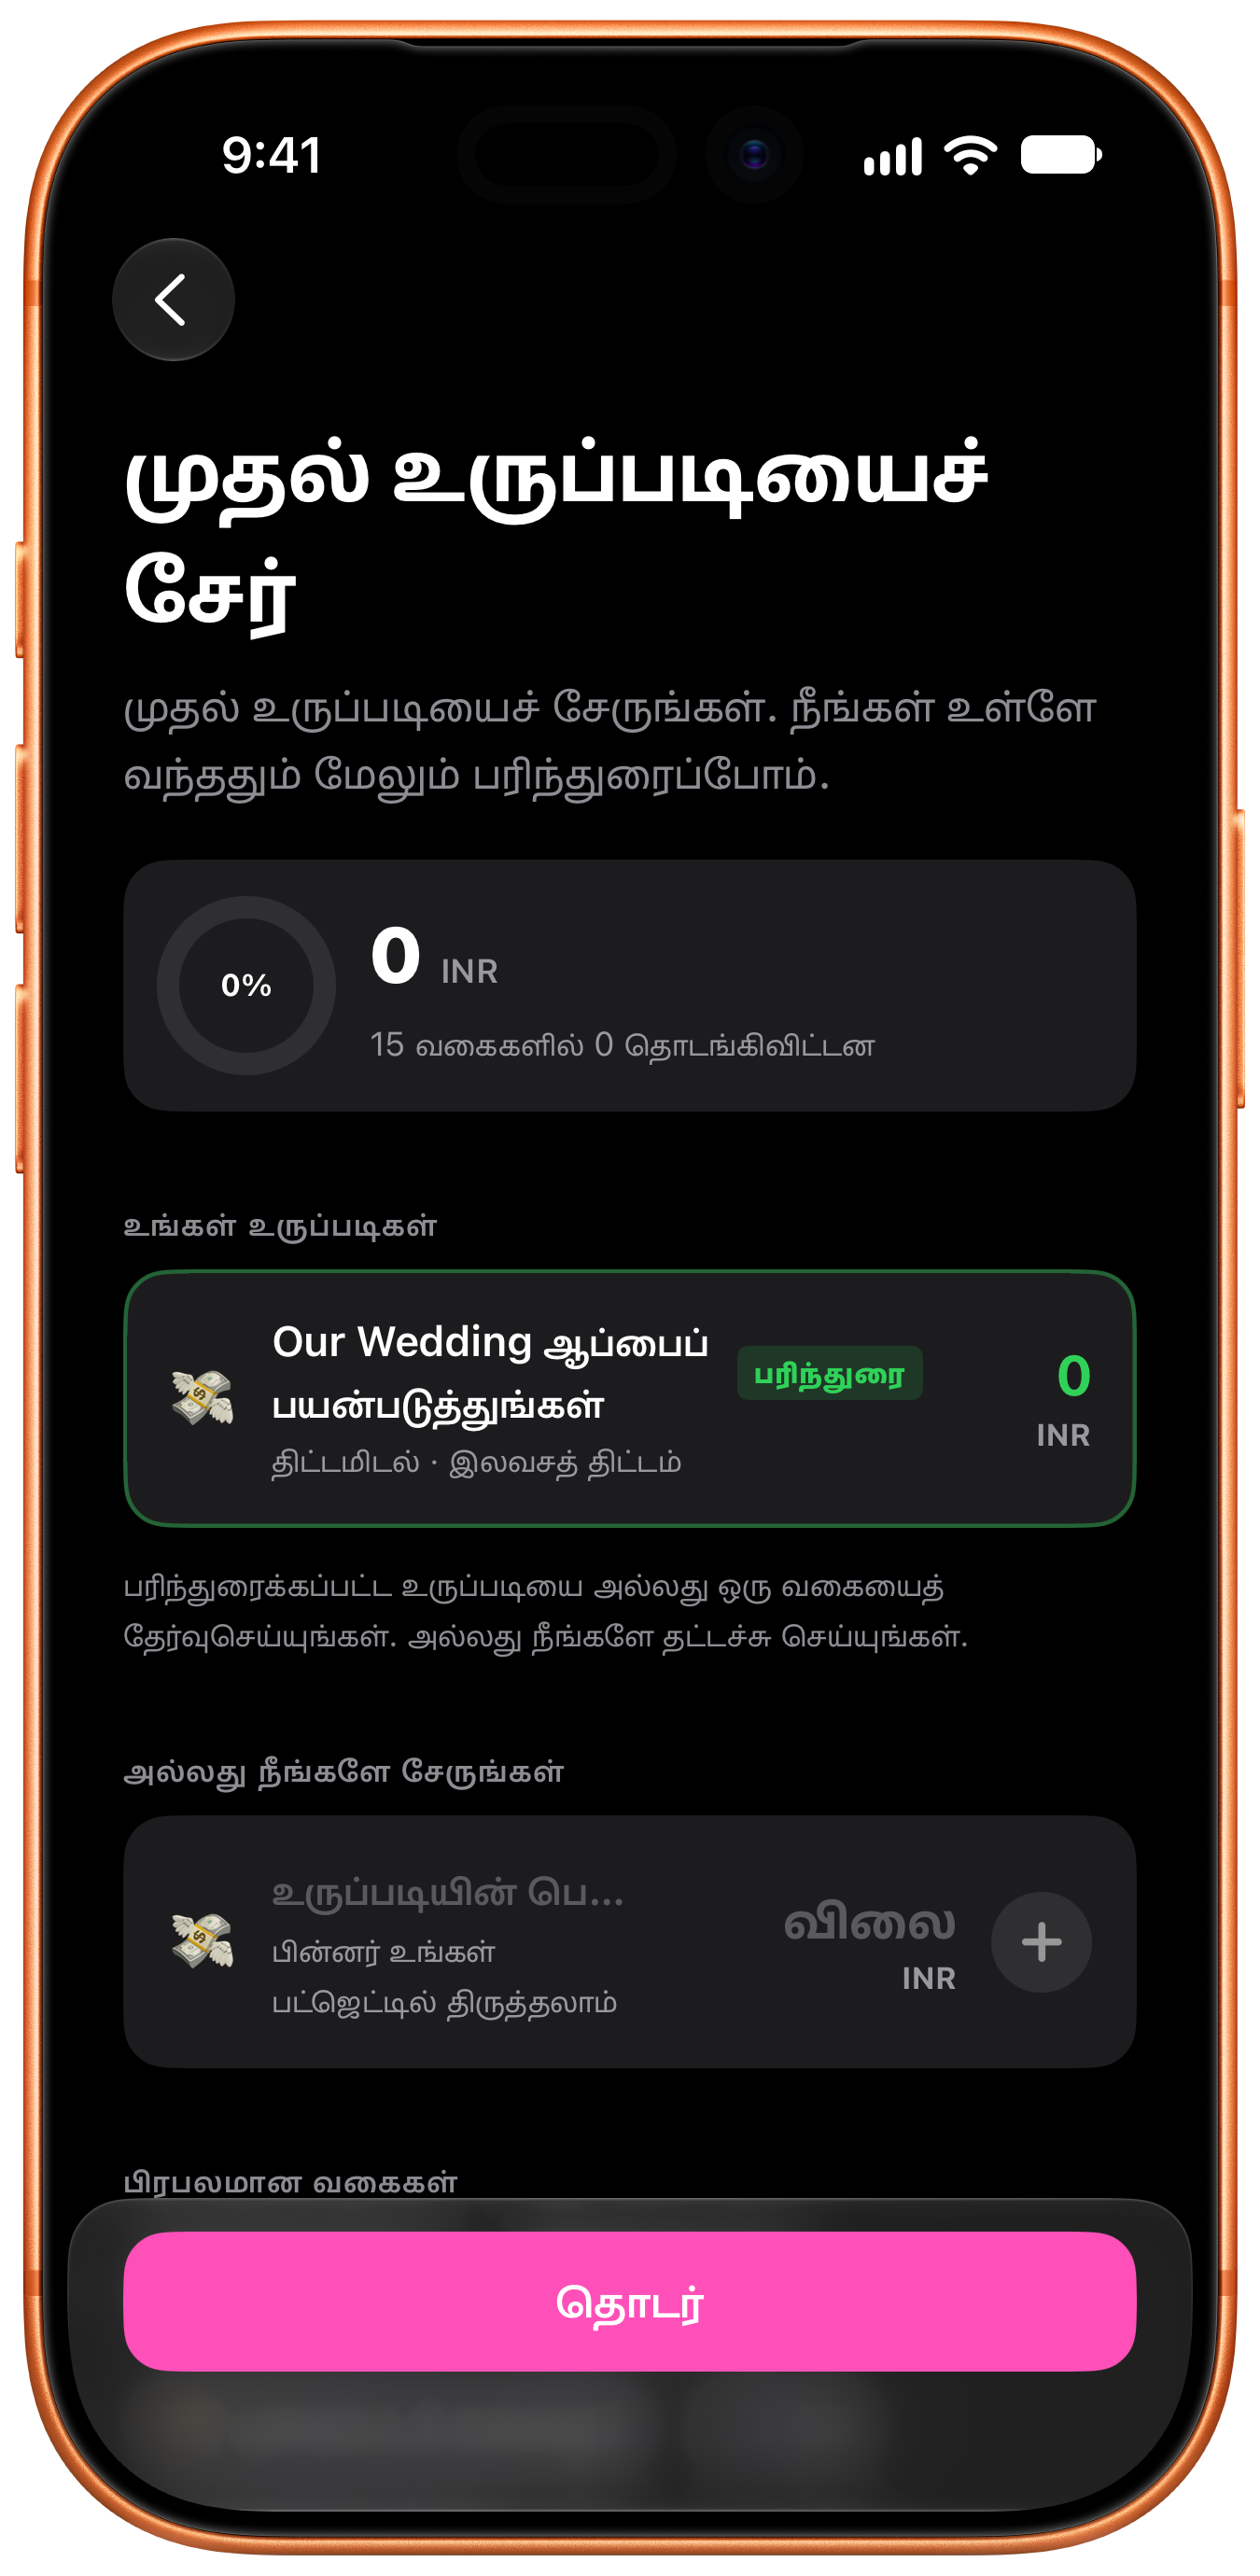 9:41
முதல் உருப்படியைச்
சேர்
முதல் உருப்படியைச் சேருங்கள். நீங்கள் உள்ளே
வந்ததும் மேலும் பரிந்துரைப்போம்.
0%
0 INR
15 வகைகளில் 0 தொடங்கிவிட்டன
உங்கள் உருப்படிகள்
Our Wedding ஆப்பைப்
பயன்படுத்துங்கள்
பரிந்துரை
0
INR
திட்டமிடல் · இலவசத் திட்டம்
பரிந்துரைக்கப்பட்ட உருப்படியை அல்லது ஒரு வகையைத்
தேர்வுசெய்யுங்கள். அல்லது நீங்களே தட்டச்சு செய்யுங்கள்.
அல்லது நீங்களே சேருங்கள்
உருப்படியின் பெ...
பின்னர் உங்கள்
பட்ஜெட்டில் திருத்தலாம்
விலை
INR
பிரபலமான வகைகள்
தொடர்